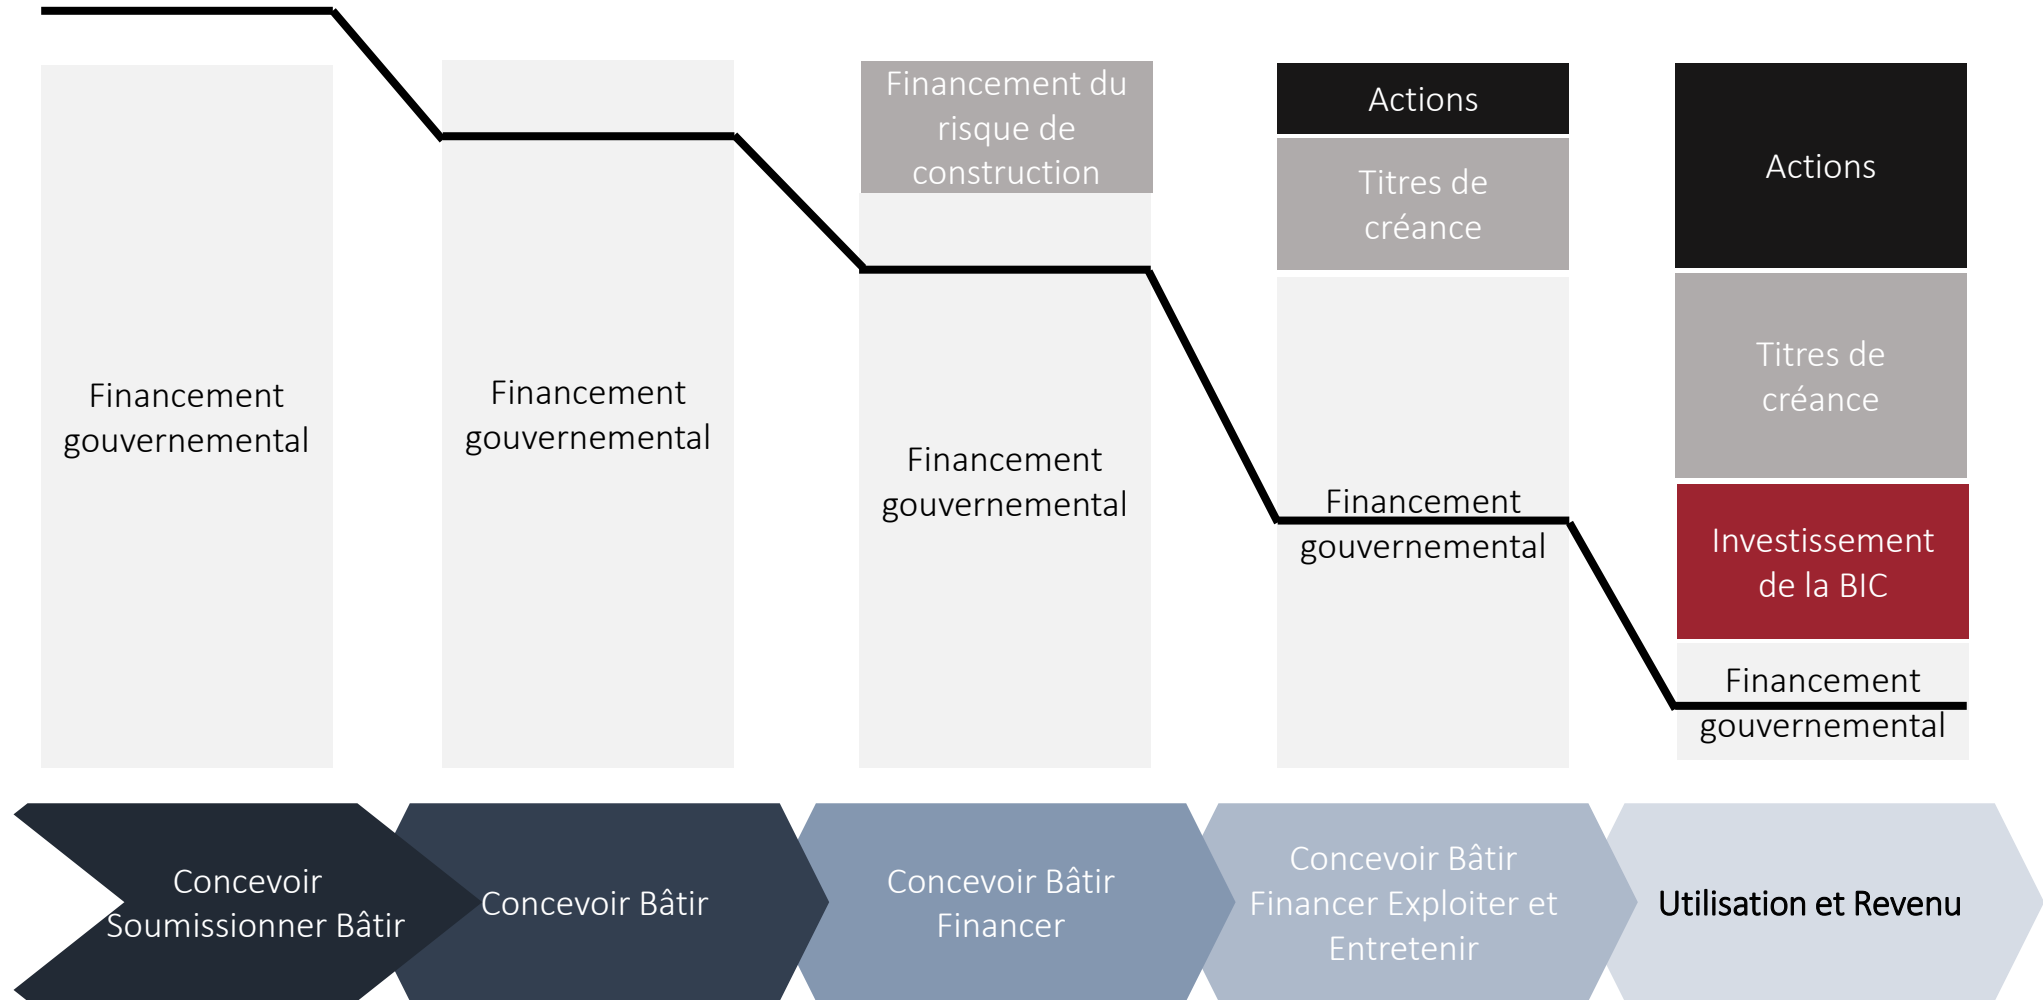 Financement
gouvernemental
Financement
gouvernemental
Financement du
risque de
construction
Financement
gouvernemental
Actions
Titres de
créance
Financement
gouvernemental
Actions
Titres de
créance
Investissement
de la BIC
Financement
gouvernemental
Concevoir
Soumissionner Bâtir
Concevoir Bâtir
Concevoir Bâtir
Financer
Concevoir Bâtir
Financer Exploiter et
Entretenir
Utilisation et Revenu